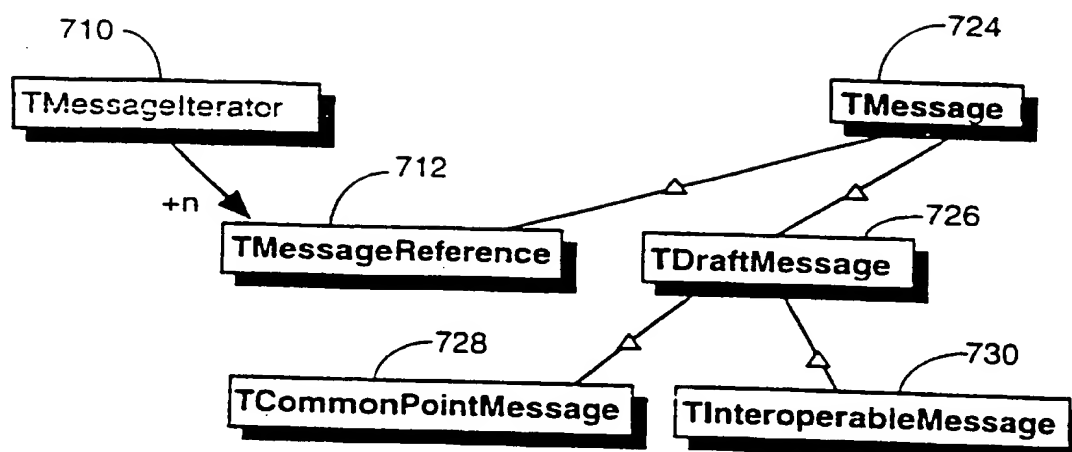 710
724
TMessageIterator
TMessage
712
+n
726
TMessageReference
TDraftMessage
728
730
TCommonPointMessage
TInteroperableMessage